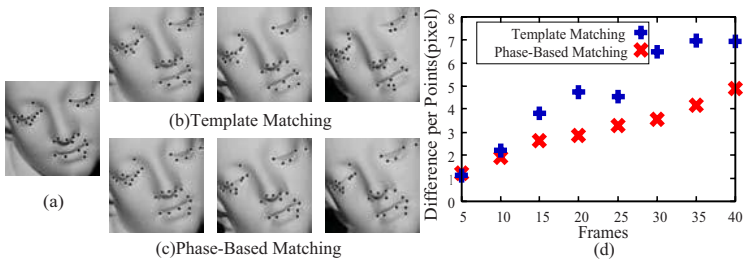 (a)
(b)Template Matching
(c)Phase-Based Matching
Difference per Points(pixel)
8
7
6
5
4
3
2
1
0
Template Matching
Phase-Based Matching
5 10 15 20 25 30 35 40
Frames
(d)